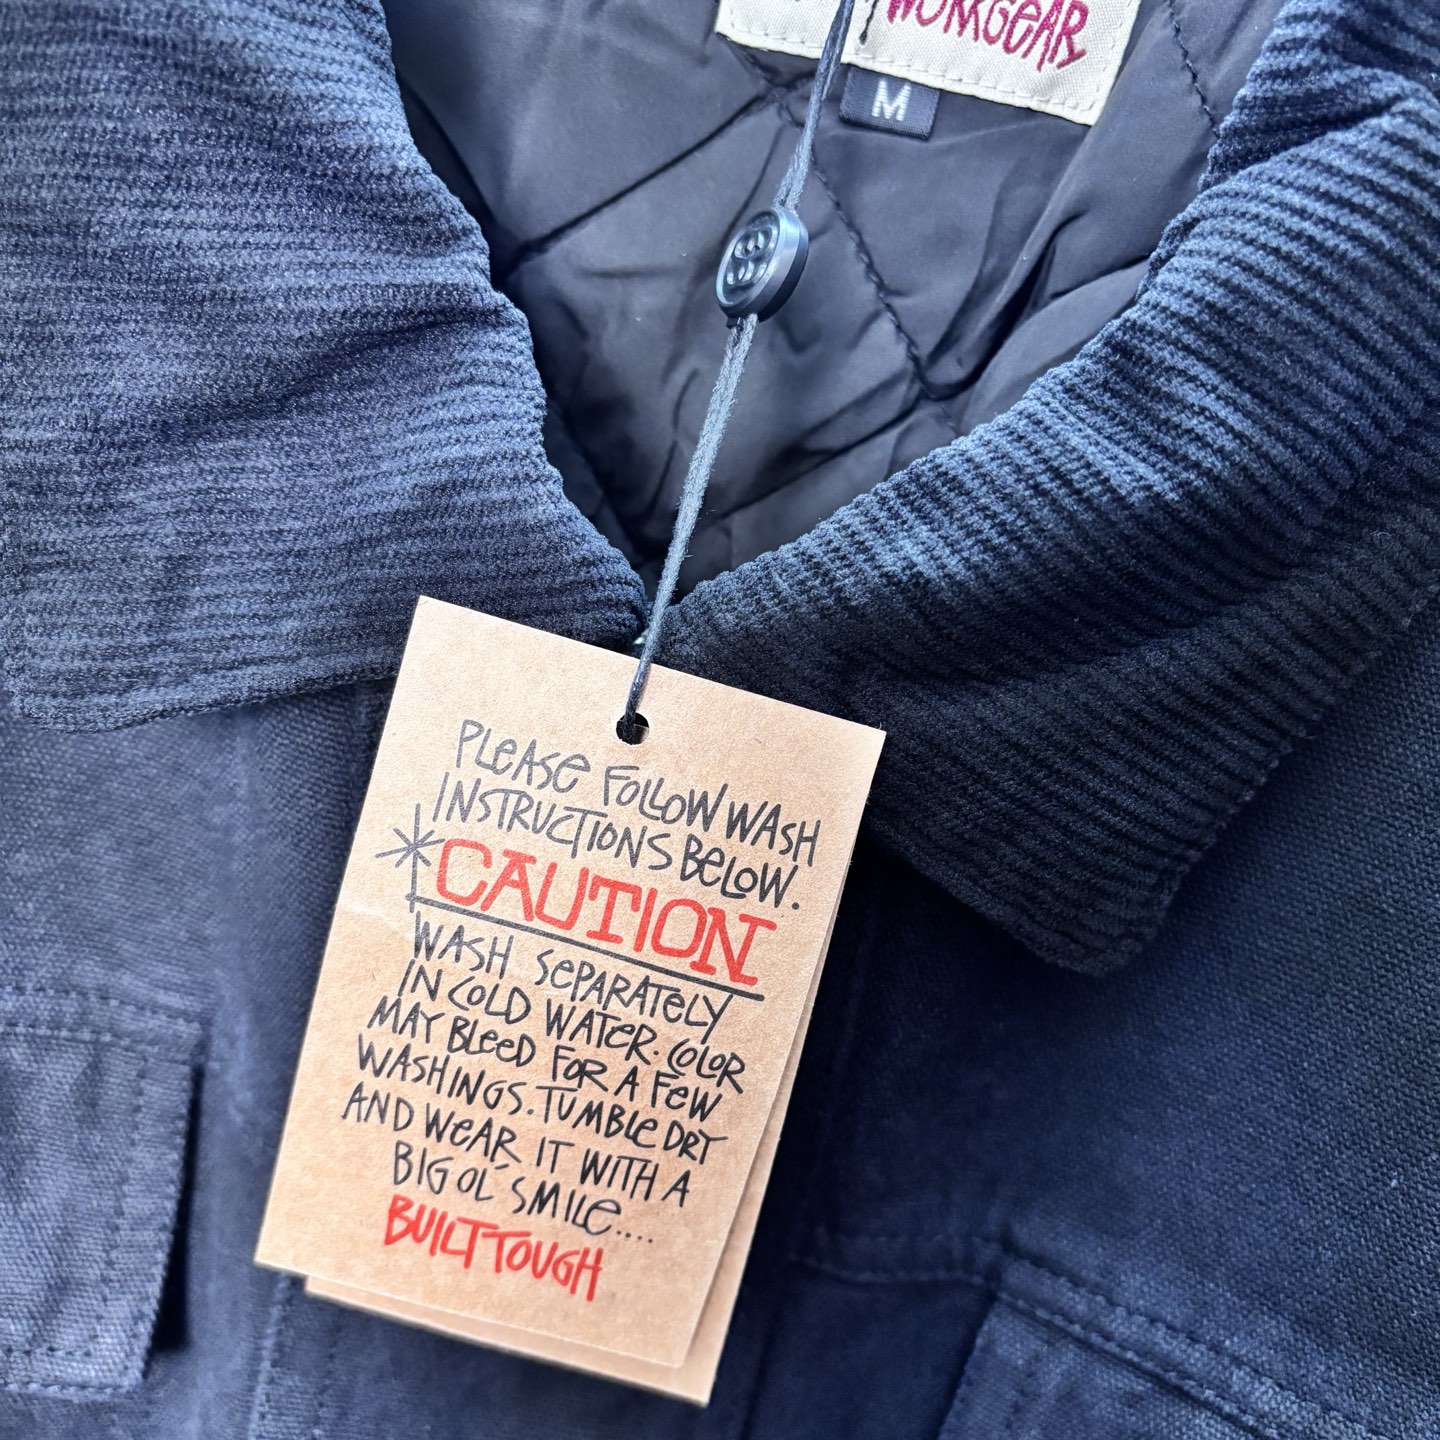 WORKGEAR
M
PLEASE FOLLOW WASH
INSTRUCTIONS BELOW.
*CAUTION
WASH SEPARATELY
IN COLD WATER. COLOR
MAY BLEED FOR A FEW
WASHINGS. TUMBLE DRY
AND WEAR IT WITH A
BIG OL' SMILE....
BUILT TOUGH